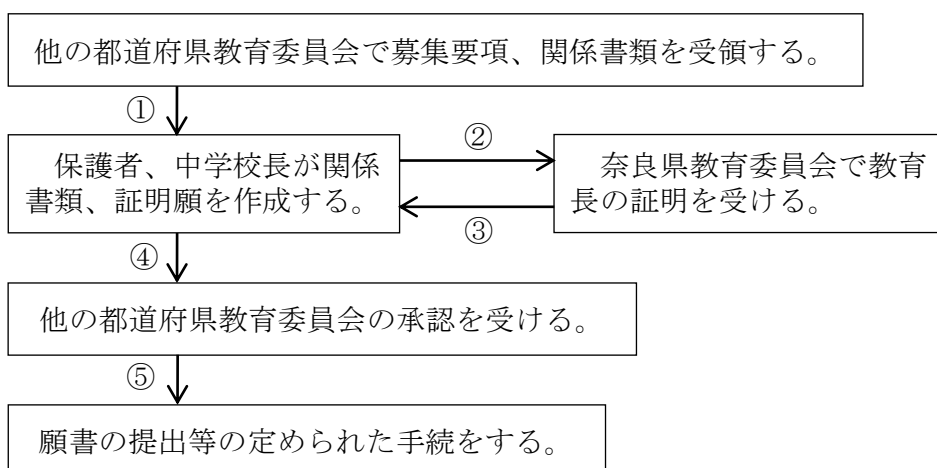 他の都道府県教育委員会で募集要項、関係書類を受領する。
①
保護者、中学校長が関係
書類、証明願を作成する。
②
③
奈良県教育委員会で教育
長の証明を受ける。
④
他の都道府県教育委員会の承認を受ける。
⑤
願書の提出等の定められた手続をする。